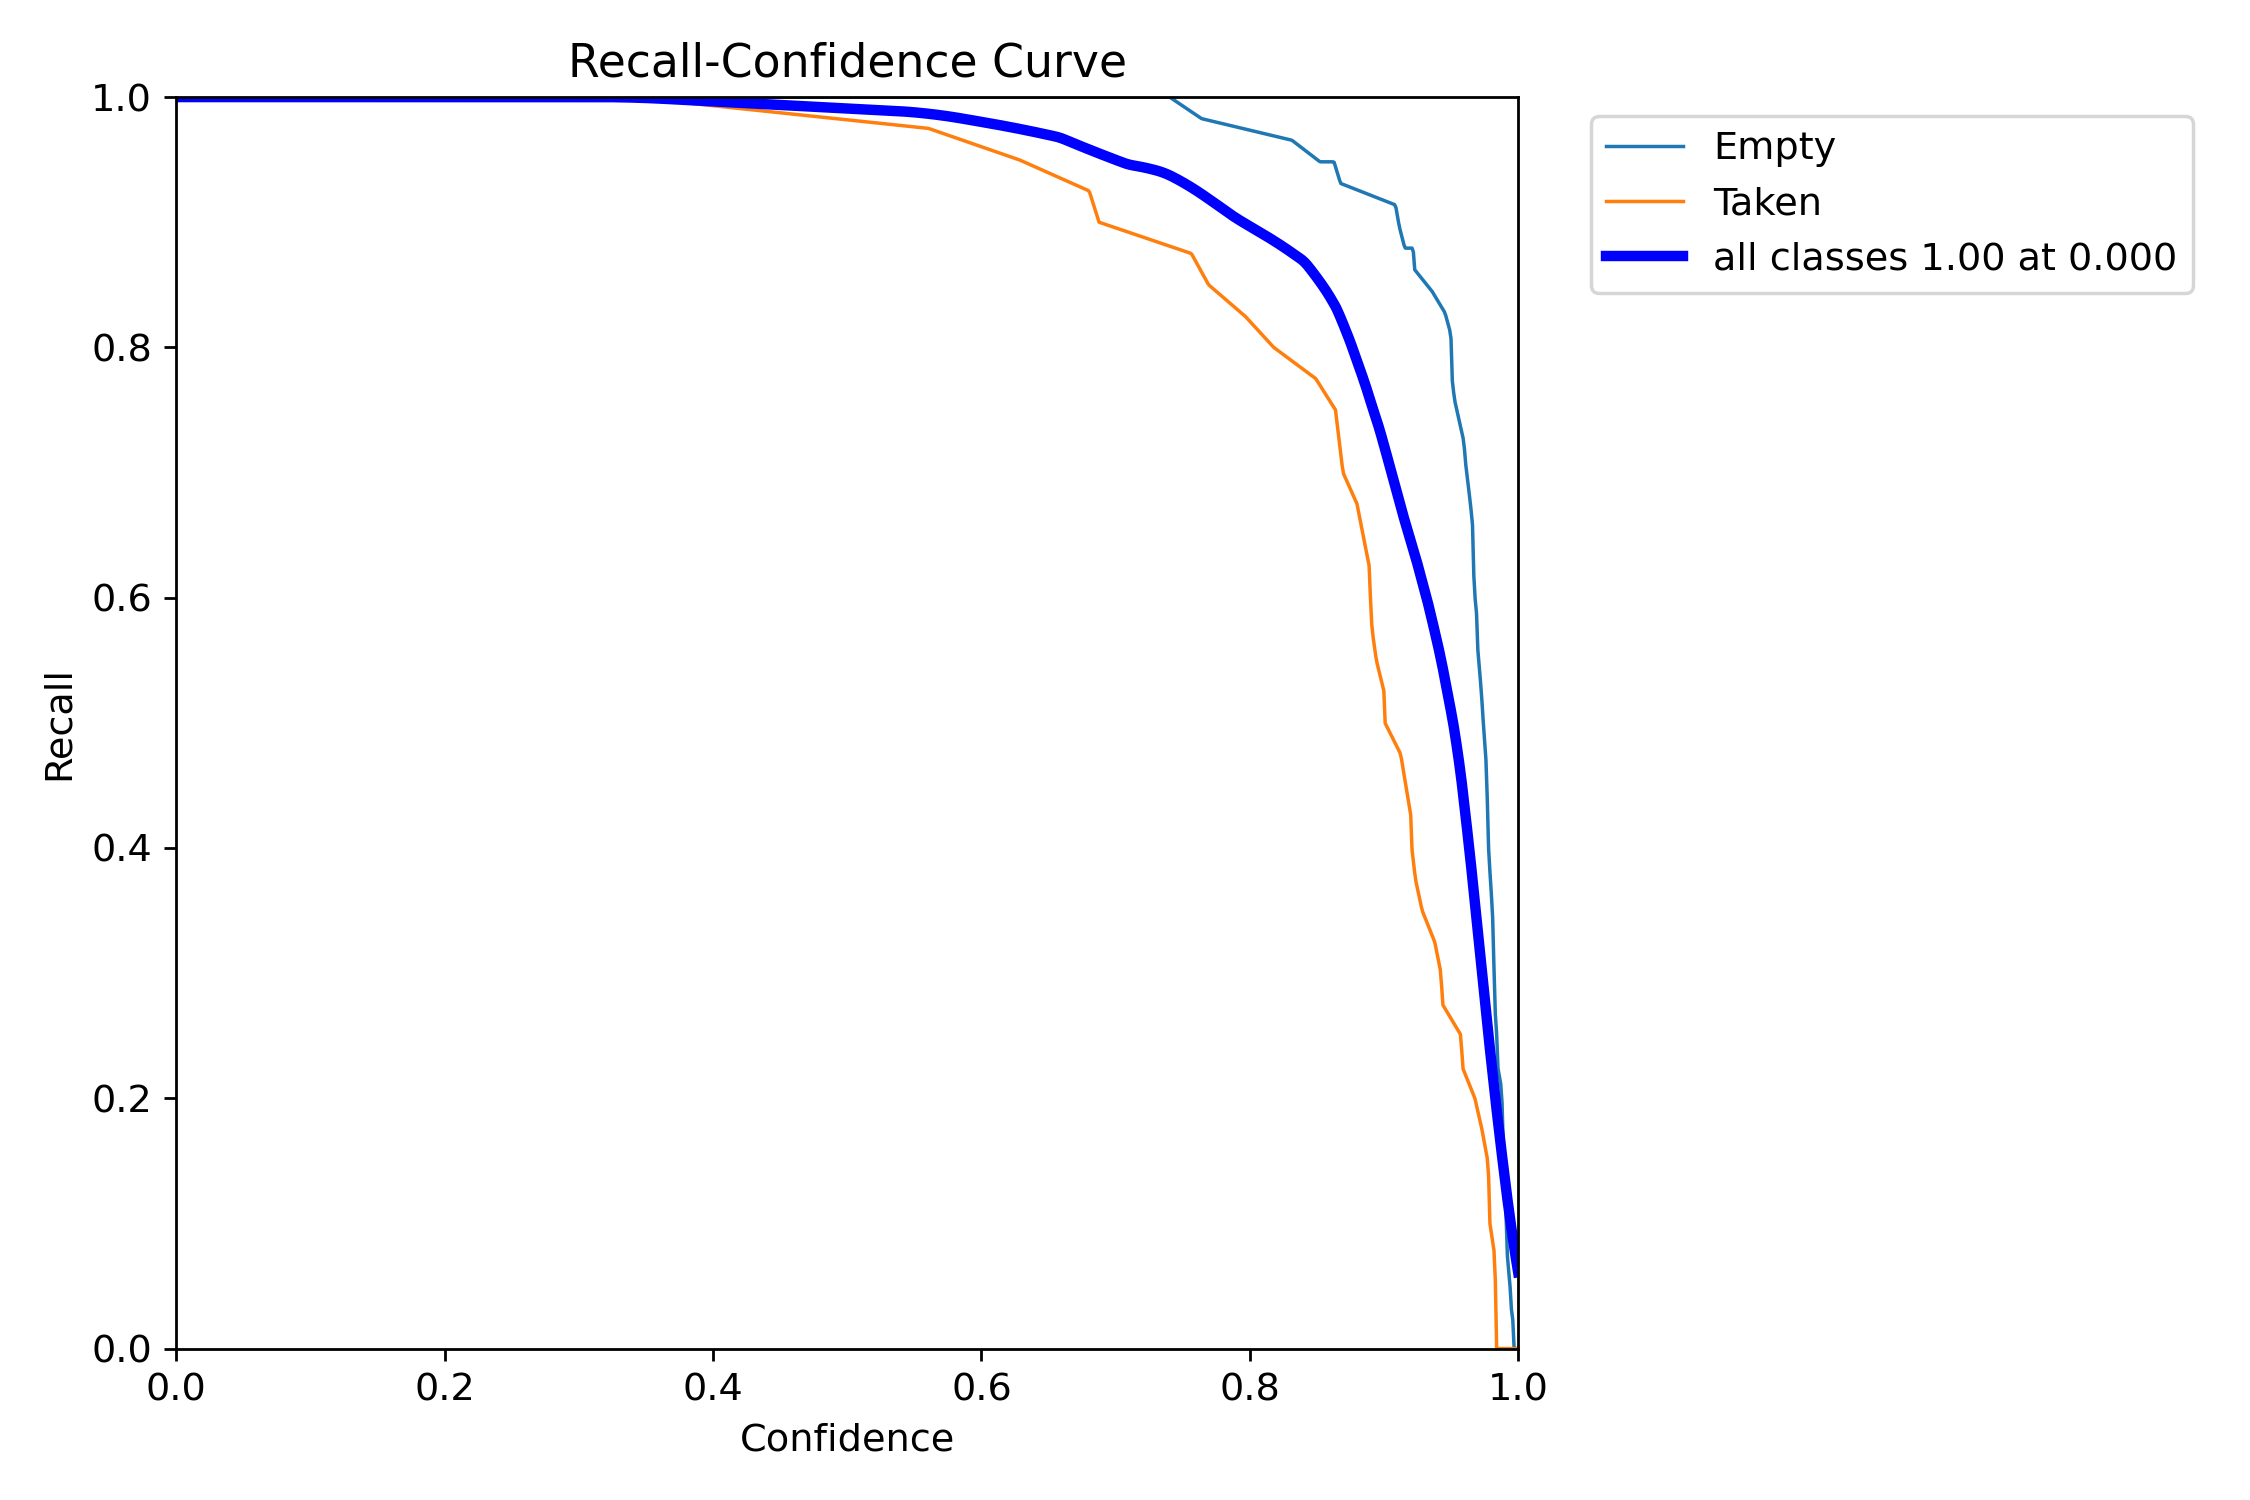 Recall-Confidence Curve
1.0
0.8
0.6
0.4
0.2
0.0
Recall
0.0 0.2 0.4 0.6 0.8 1.0
Confidence
Empty
Taken
all classes 1.00 at 0.000